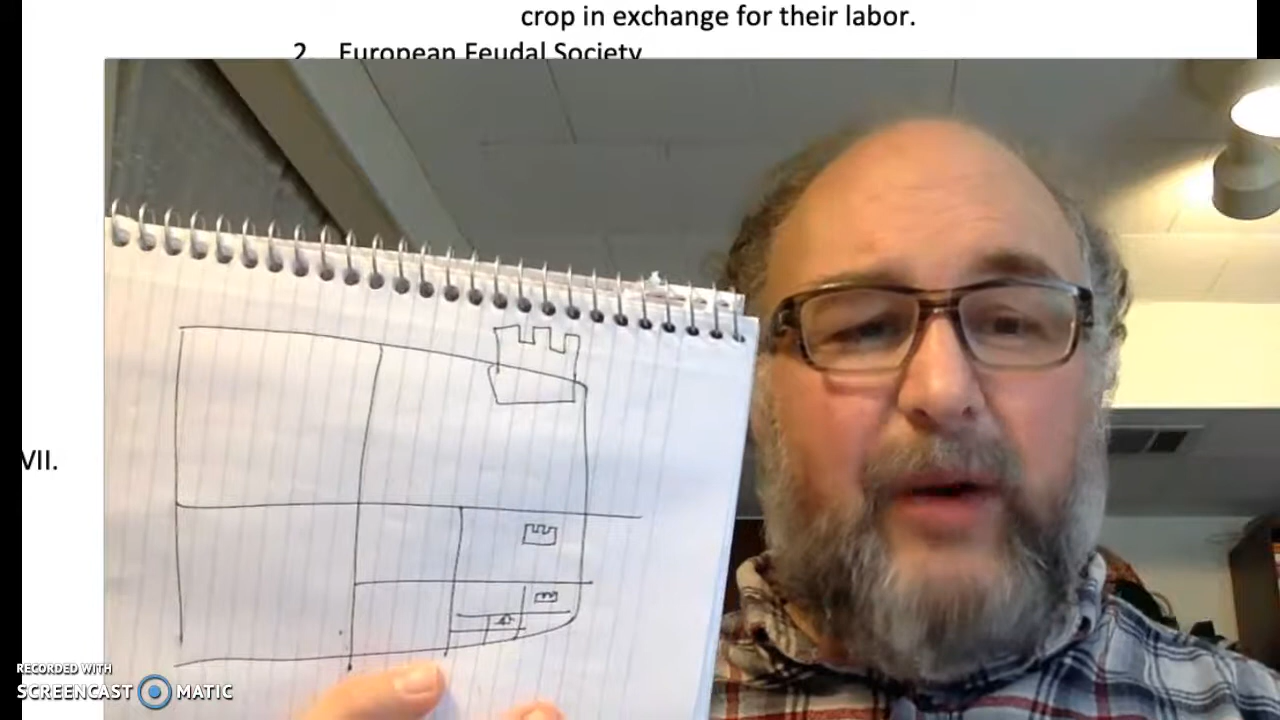 crop in exchange for their labor.
2. European Feudal Society
VII.
RECORDED WITH
SCREENCAST MATIC